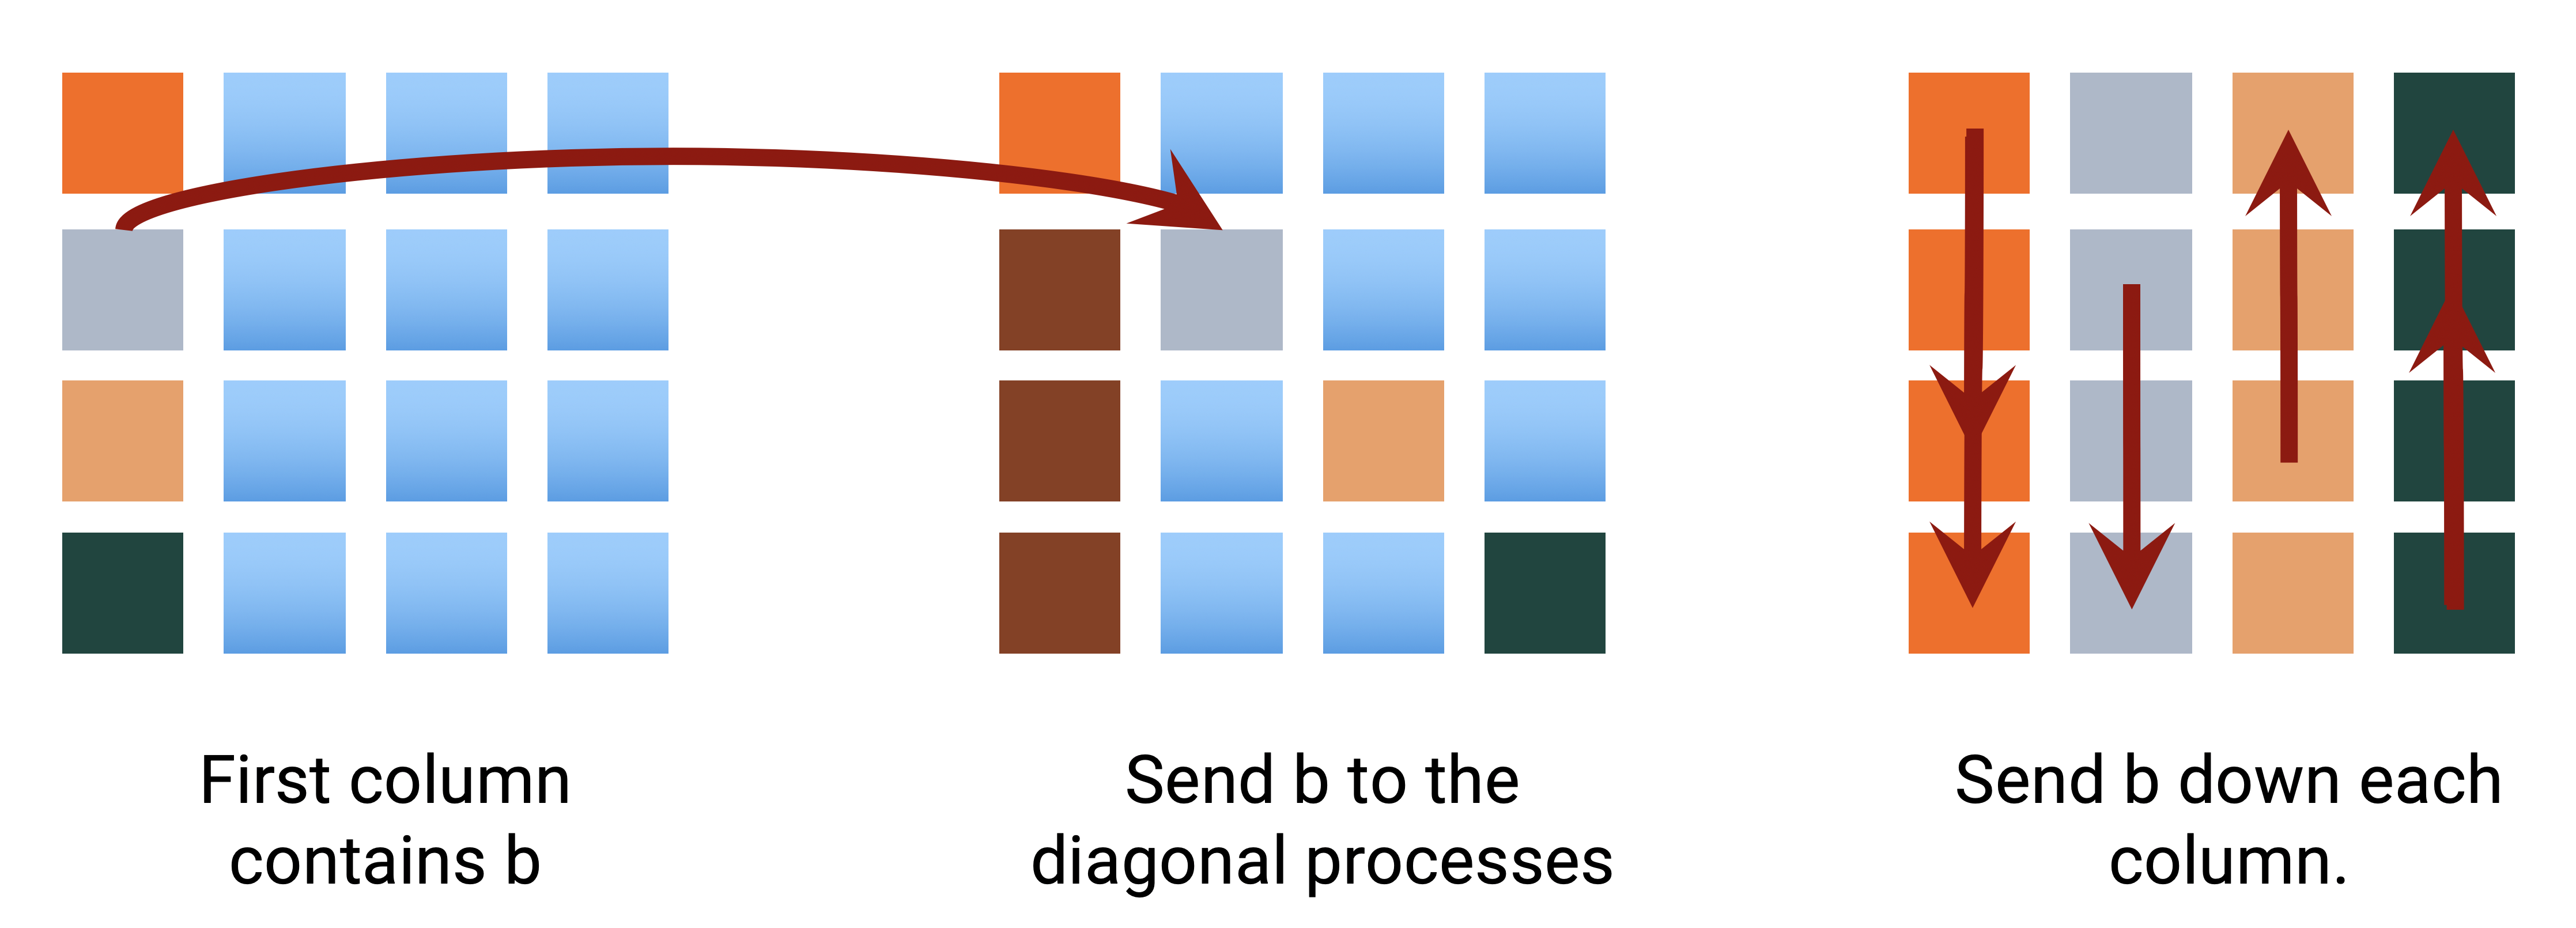 First column
contains b
Send b to the
diagonal processes
Send b down each
column.